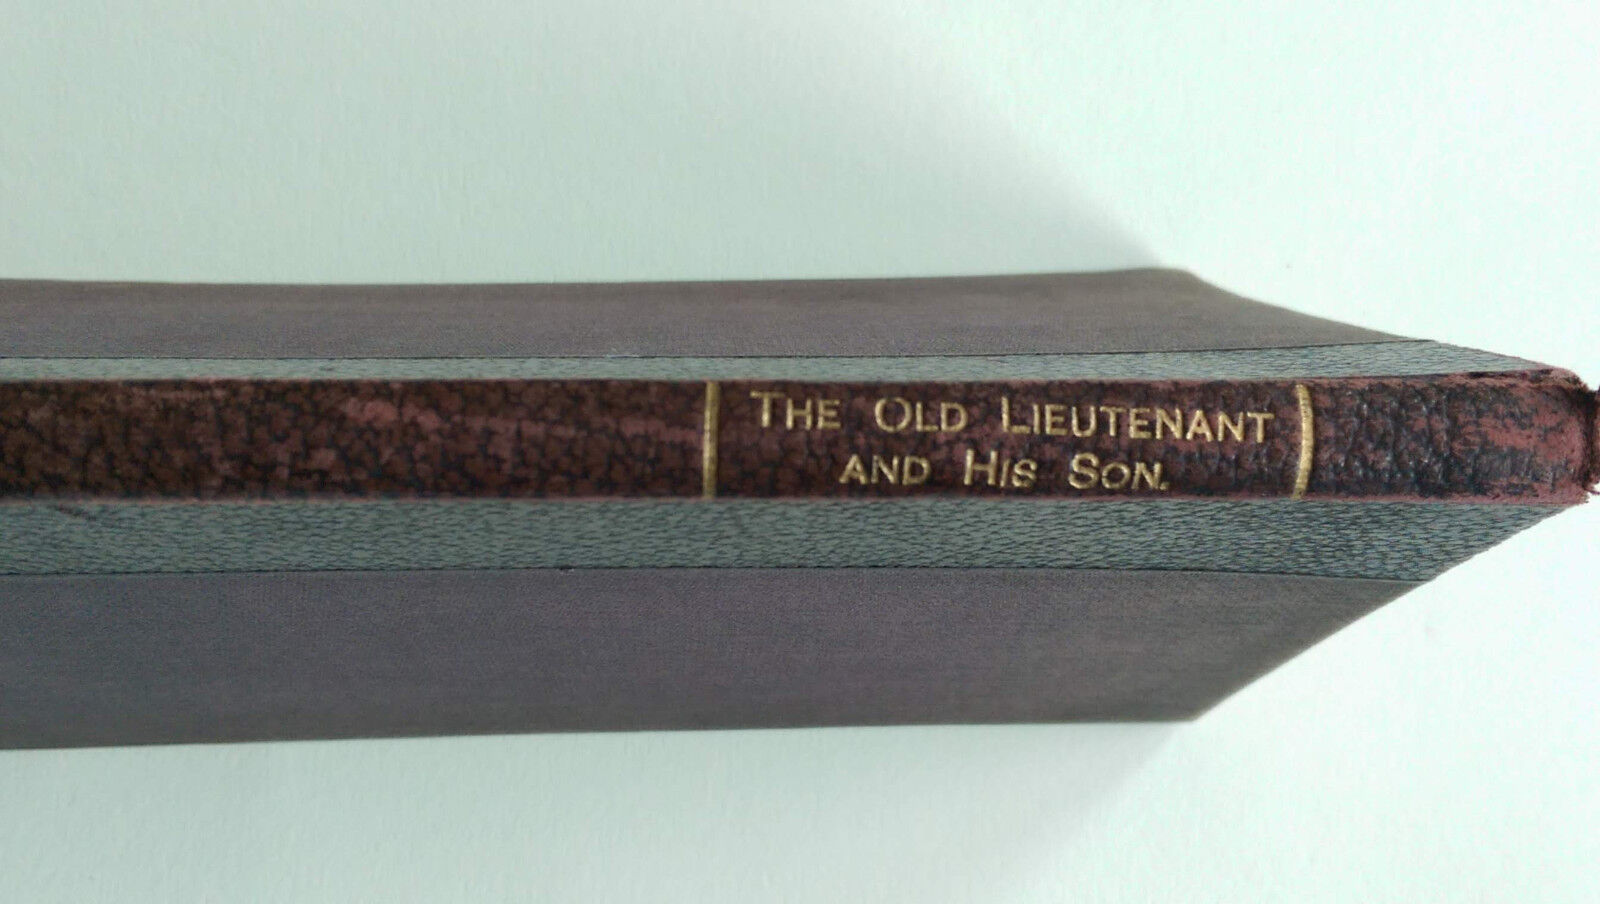 THE OLD LIEUTENANT
AND HIS SON.